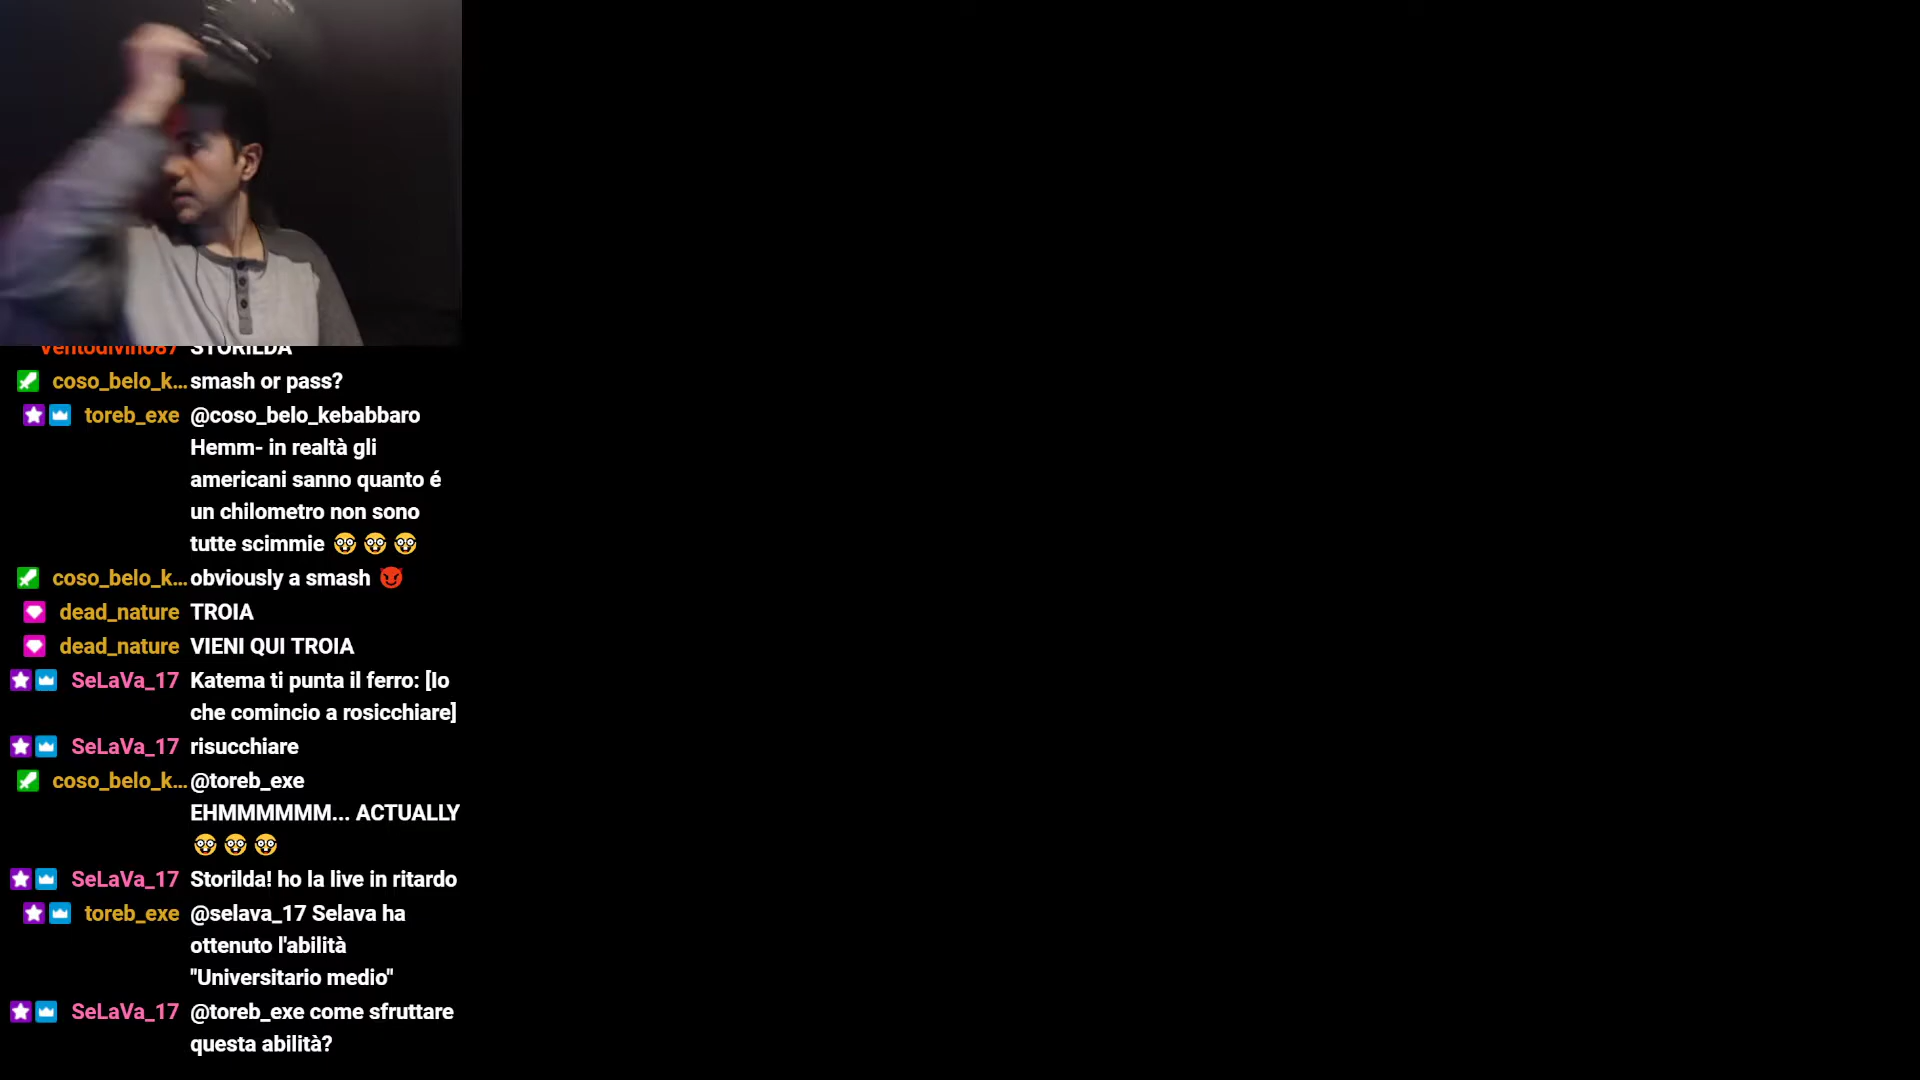 Ventodivino87 STORILDA
coso_belo_k... smash or pass?
toreb_exe @coso_belo_kebabbaro
Hemm- in realtà gli
americani sanno quanto é
un chilometro non sono
tutte scimmie 🥸 🥸 🥸
coso_belo_k... obviously a smash 😈
dead_nature TROIA
dead_nature VIENI QUI TROIA
SeLaVa_17 Katema ti punta il ferro: [Io
che comincio a rosicchiare]
SeLaVa_17 risucchiare
coso_belo_k... @toreb_exe
EHMMMMMM... ACTUALLY
🥸 🥸 🥸
SeLaVa_17 Storilda! ho la live in ritardo
toreb_exe @selava_17 Selava ha
ottenuto l'abilità
"Universitario medio"
SeLaVa_17 @toreb_exe come sfruttare
questa abilità?